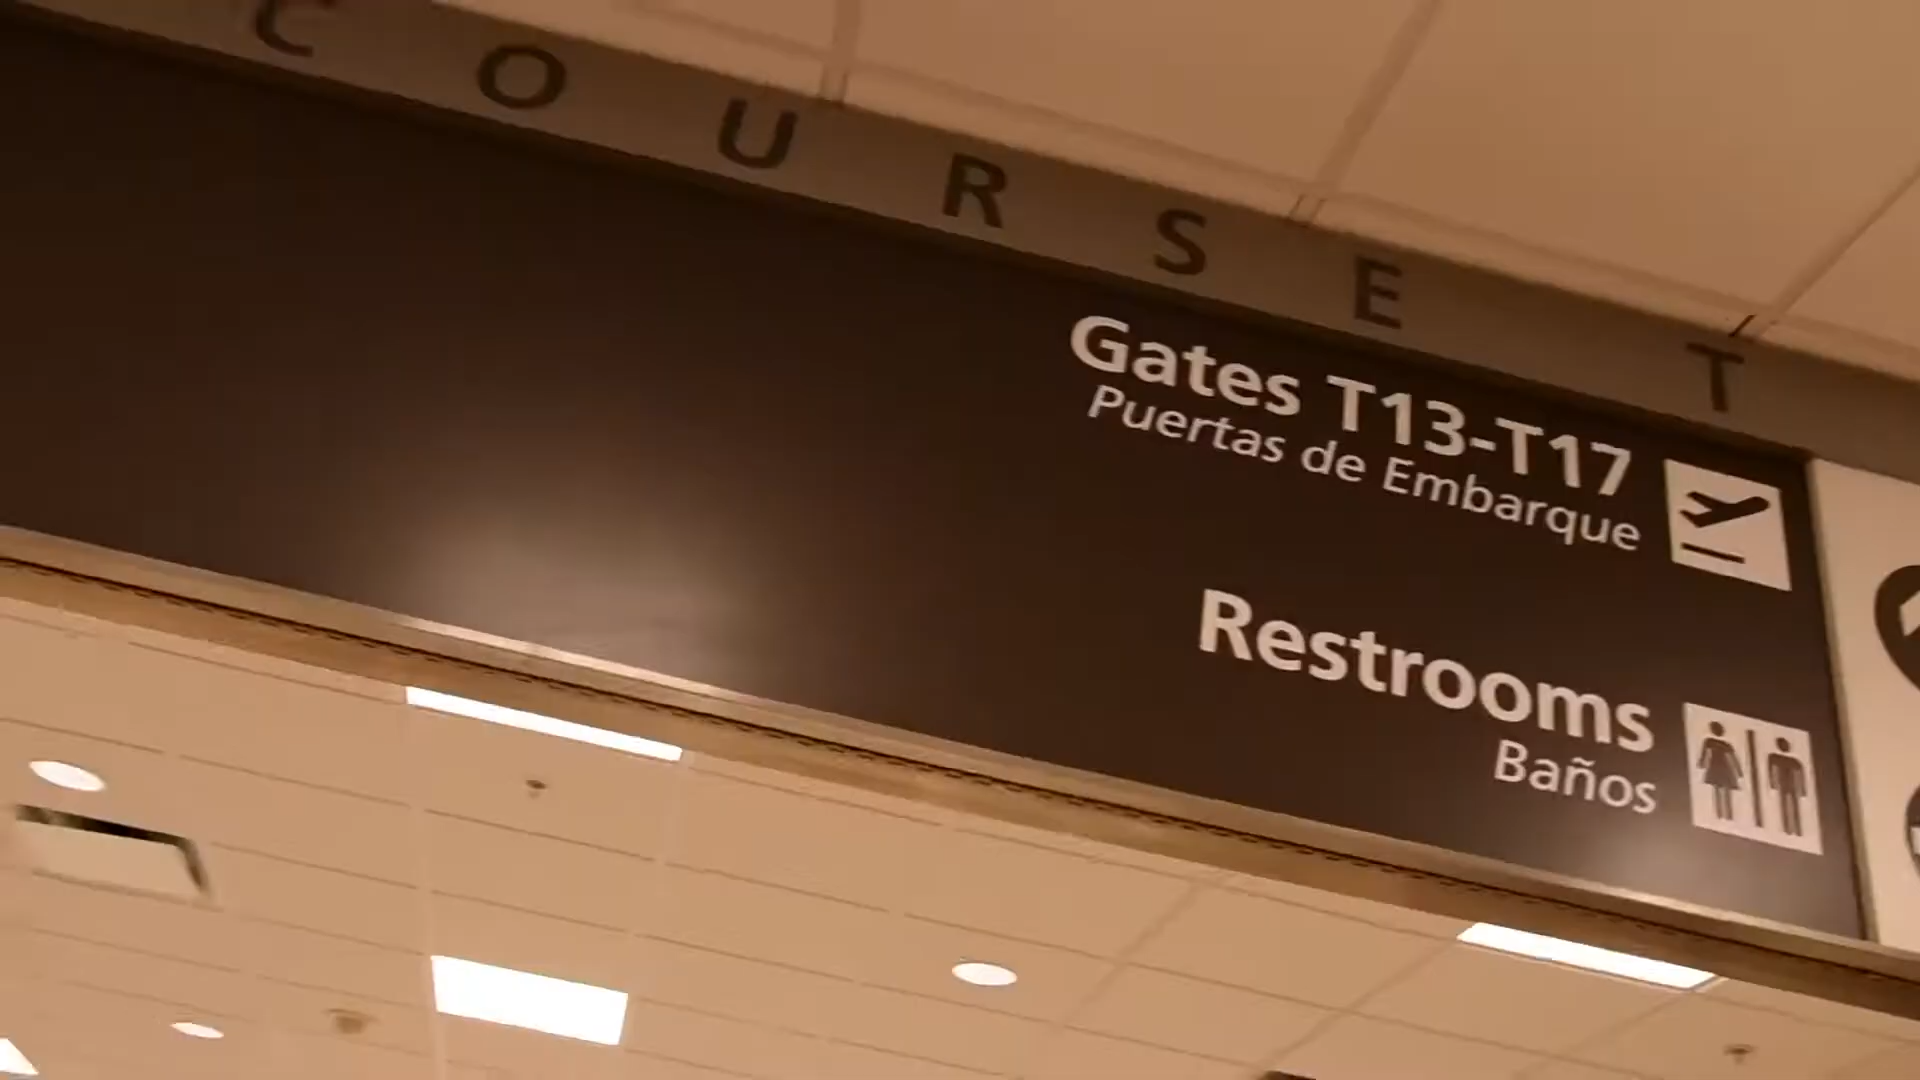 COURSE T
Gates T13-T17
Puertas de Embarque
Restrooms
Baños